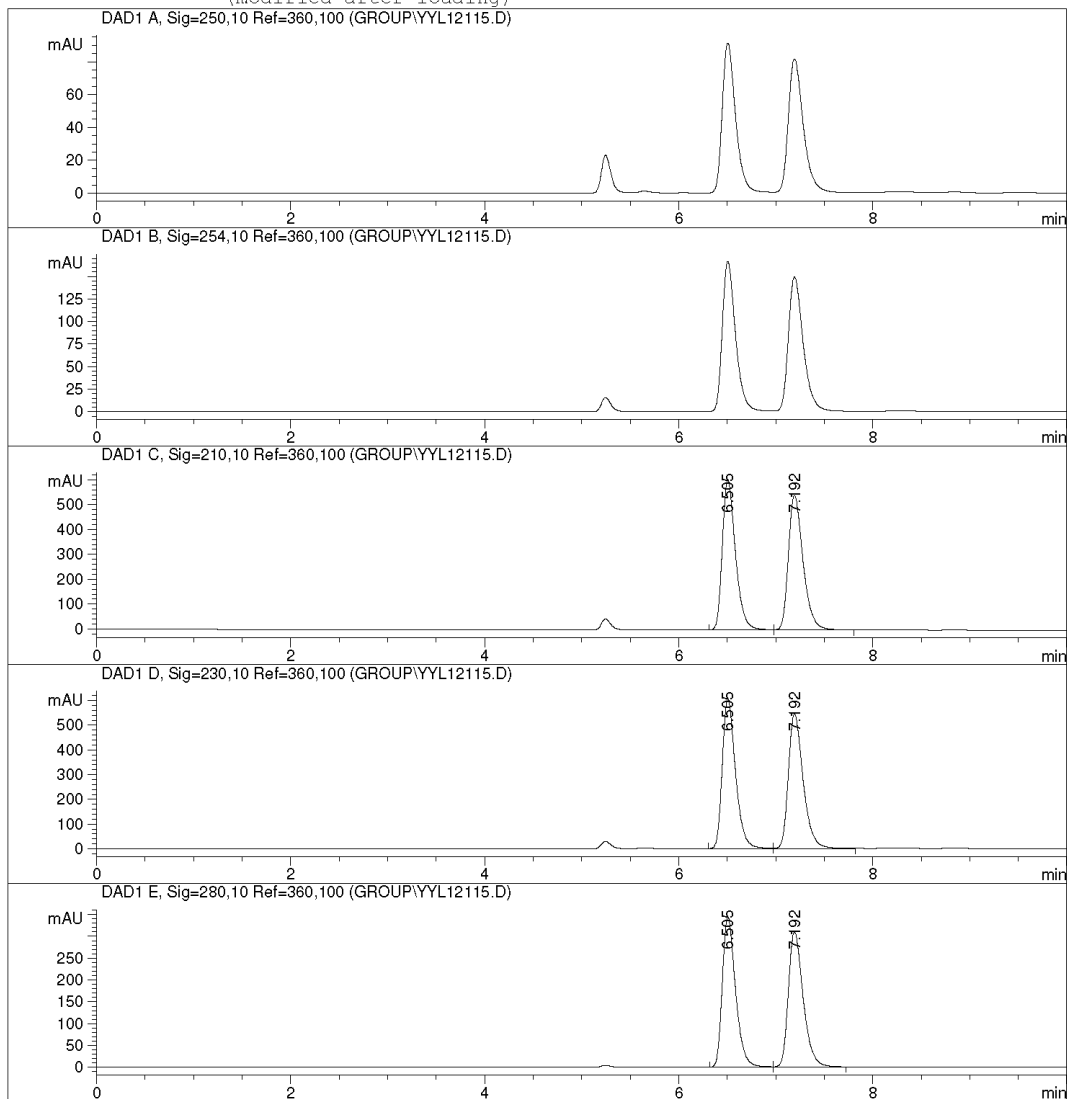 (modified after loading)
DAD1 A, Sig=250,10 Ref=360,100 (GROUP\YYL12115.D)
mAU
60
40
20
0
0 2 4 6 8 min
DAD1 B, Sig=254,10 Ref=360,100 (GROUP\YYL12115.D)
mAU
125
100
75
50
25
0
0 2 4 6 8 min
DAD1 C, Sig=210,10 Ref=360,100 (GROUP\YYL12115.D)
mAU
6.505 7.192
500
400
300
200
100
0
0 2 4 6 8 min
DAD1 D, Sig=230,10 Ref=360,100 (GROUP\YYL12115.D)
mAU
6.505 7.192
500
400
300
200
100
0
0 2 4 6 8 min
DAD1 E, Sig=280,10 Ref=360,100 (GROUP\YYL12115.D)
mAU
6.505 7.192
250
200
150
100
50
0
0 2 4 6 8 min